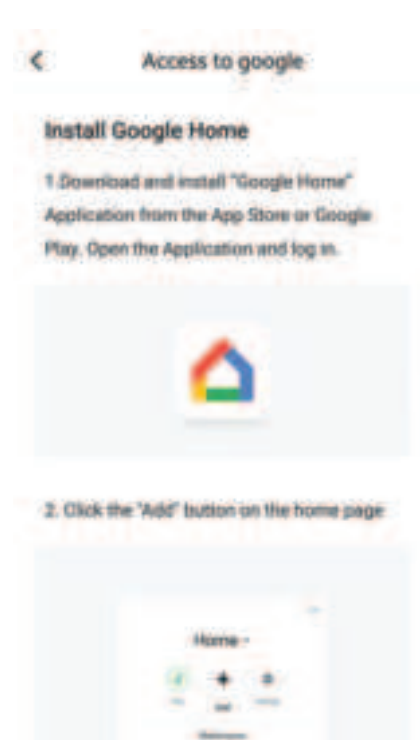 Access to google
Install Google Home
1 Download and install "Google Home"
Application from the App Store or Google
Play. Open the Application and log in.
2. Click the "Add" button on the home page
Home